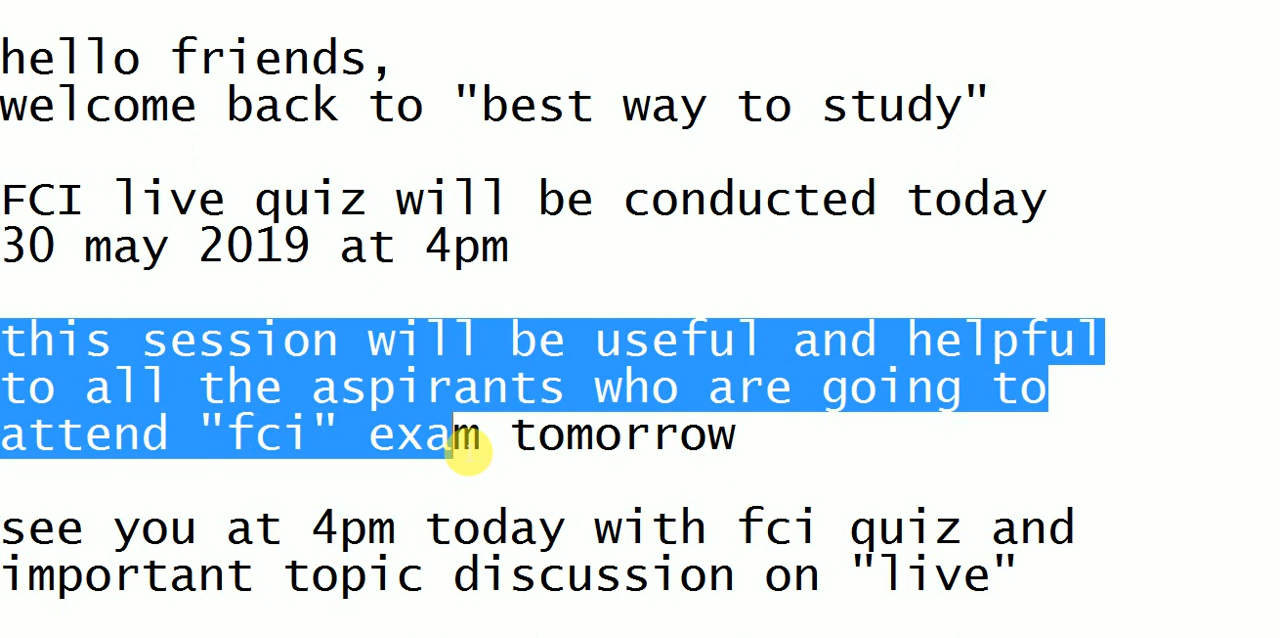 hello friends,
welcome back to "best way to study"
FCI live quiz will be conducted today
30 may 2019 at 4pm
this session will be useful and helpful
to all the aspirants who are going to
attend "fci" exam tomorrow
see you at 4pm today with fci quiz and
important topic discussion on "live"